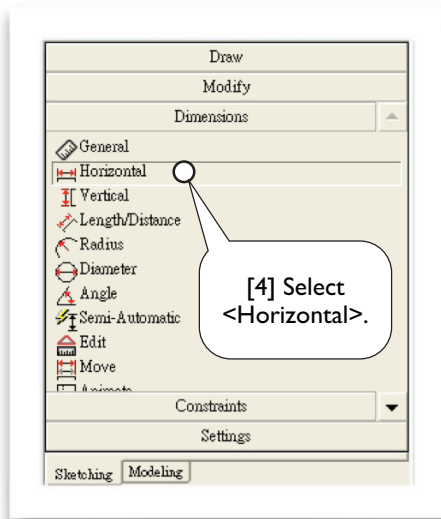 Draw
Modify
Dimensions
General
Horizontal
Vertical
Length/Distance
Radius
Diameter
Angle
Semi-Automatic
Edit
Move
Animate
[4] Select
<Horizontal>.
Constraints
Settings
Sketching Modeling